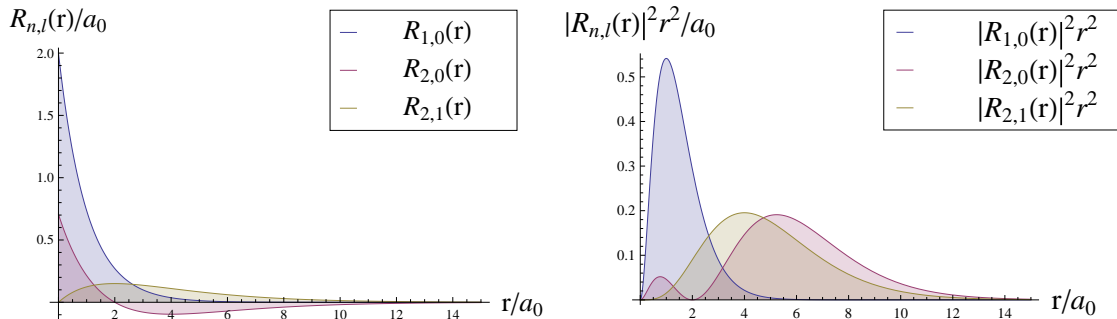 R_{n,l}(r)/a_0
R_{1,0}(r)
R_{2,0}(r)
R_{2,1}(r)
2.0
1.5
1.0
0.5
2 4 6 8 10 12 14
r/a_0
|R_{n,l}(r)|^2 r^2/a_0
|R_{1,0}(r)|^2 r^2
|R_{2,0}(r)|^2 r^2
|R_{2,1}(r)|^2 r^2
0.5
0.4
0.3
0.2
0.1
0 2 4 6 8 10 12 14
r/a_0